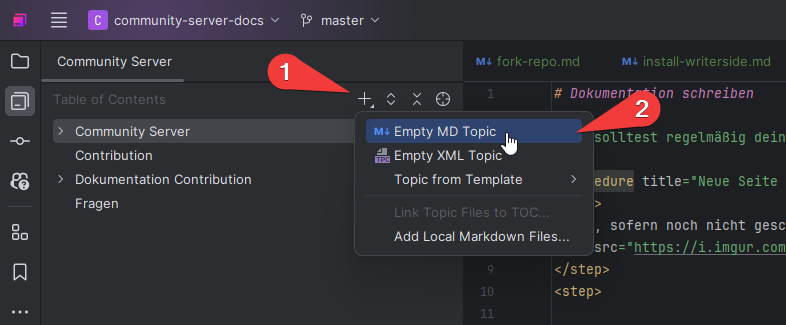 C community-server-docs master
Community Server
fork-repo.md install-writerside.md
1
Table of Contents
1 # Dokumentation schreiben
Community Server
M↓ Empty MD Topic
2
Contribution
TPC Empty XML Topic
solltest regelmäßig dein
Dokumentation Contribution
Topic from Template
edure title="Neue Seite
Fragen
>
Link Topic Files to TOC...
, sofern noch nicht gesc
Add Local Markdown Files...
src="https://i.imgur.com
9 </step>
10 <step>